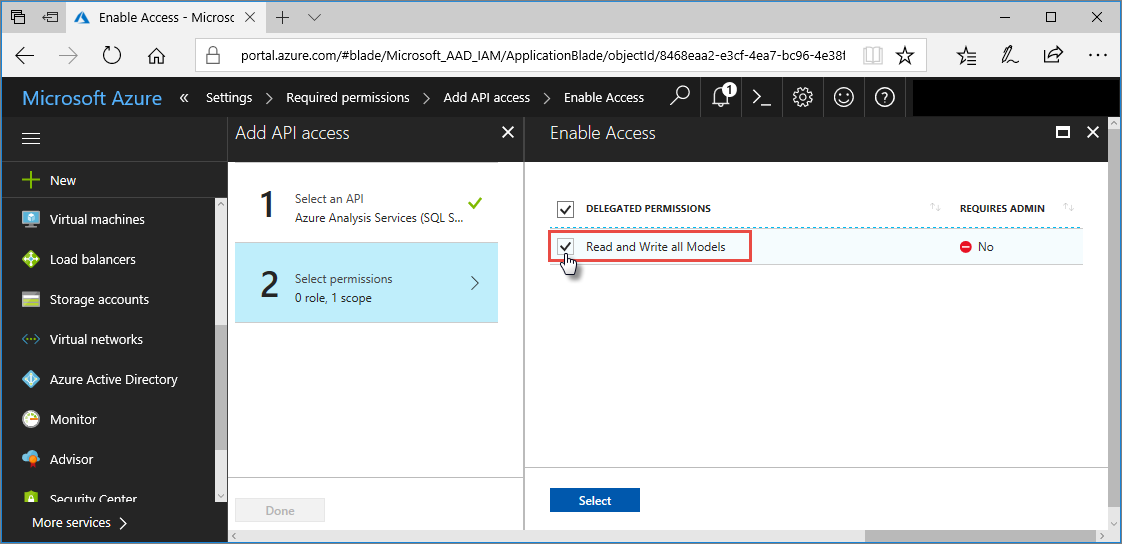 Enable Access - Microsc
portal.azure.com/#blade/Microsoft_AAD_IAM/ApplicationBlade/objectId/8468eaa2-e3cf-4ea7-bc96-4e38f
Microsoft Azure « Settings > Required permissions > Add API access > Enable Access 1
New
Virtual machines
Load balancers
Storage accounts
Virtual networks
Azure Active Directory
Monitor
Advisor
Security Center
More services >
Add API access
1
Select an API
Azure Analysis Services (SQL S...
2
Select permissions
0 role, 1 scope
Done
Enable Access
DELEGATED PERMISSIONS REQUIRES ADMIN
Read and Write all Models No
Select